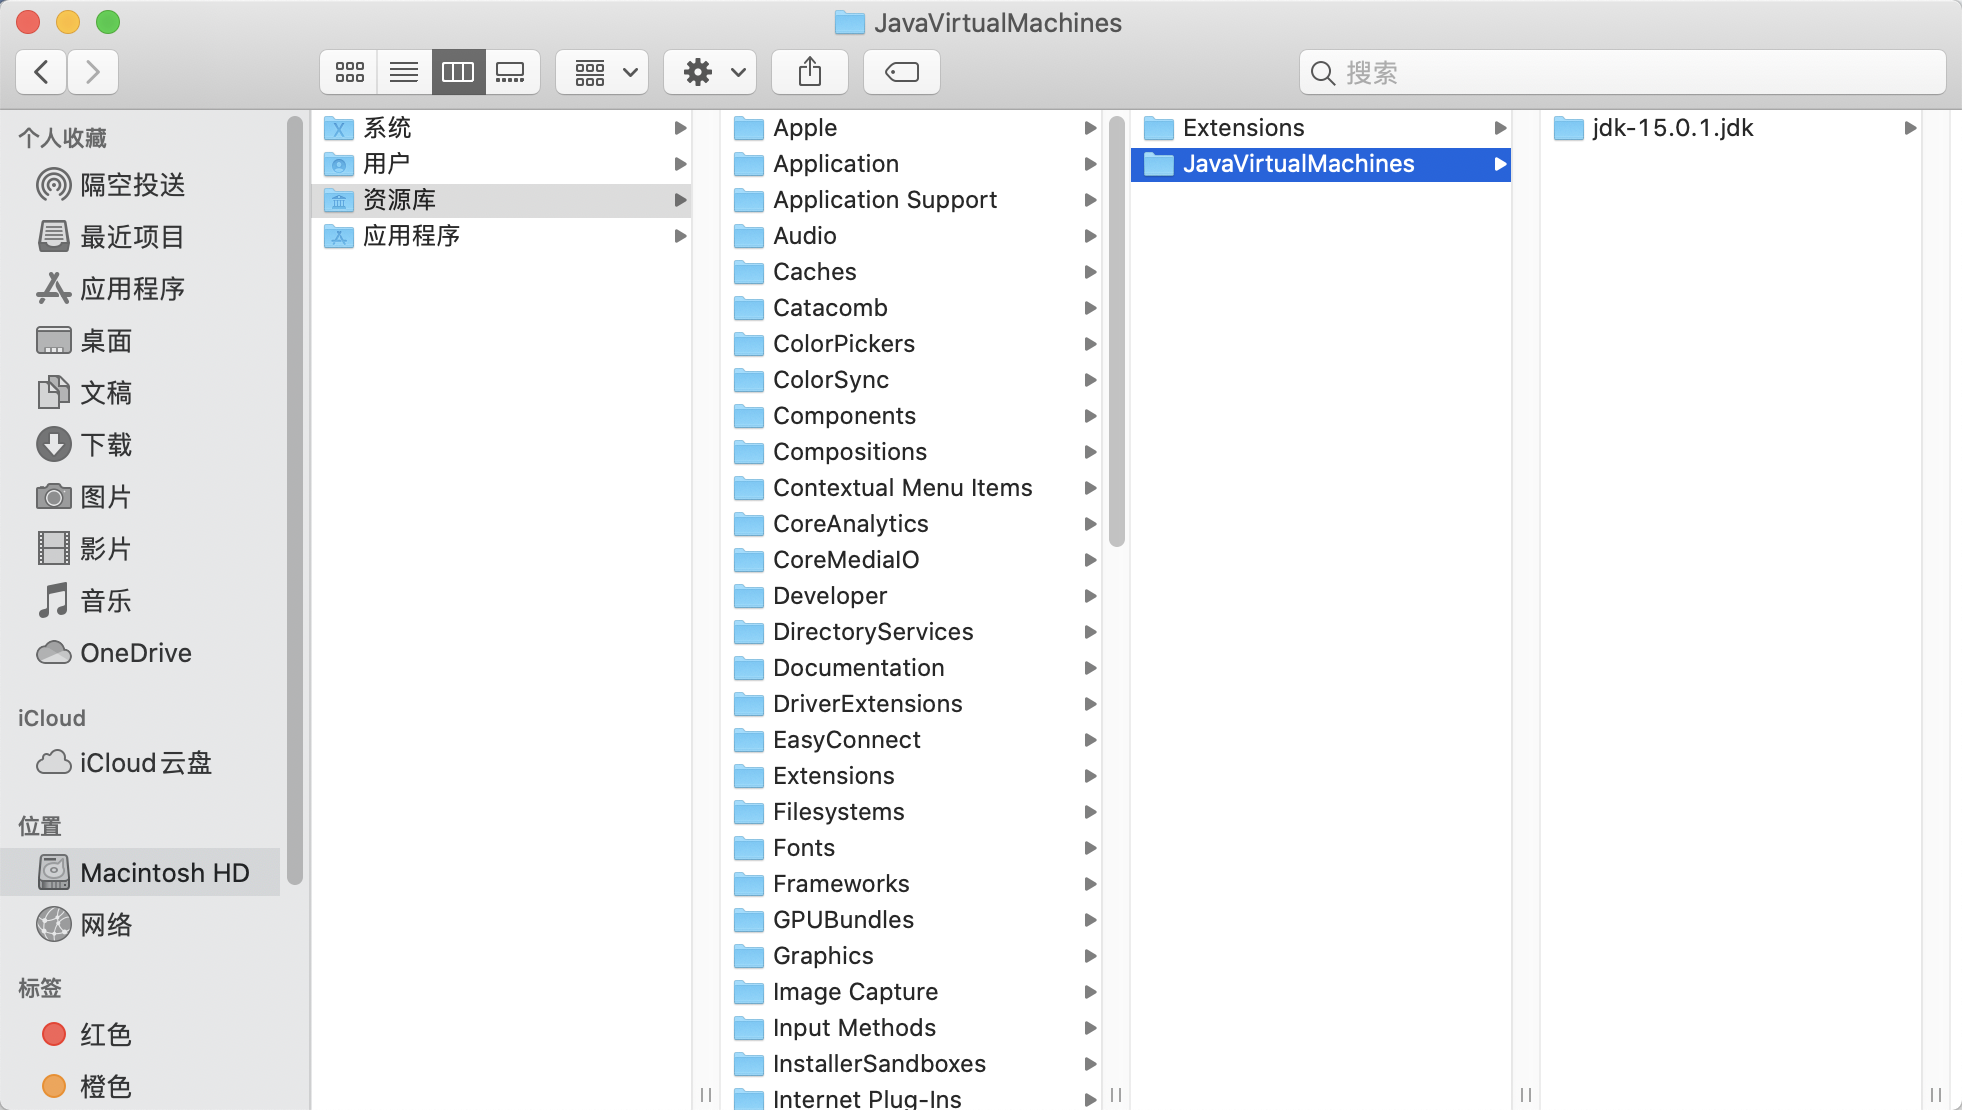 JavaVirtualMachines
搜索
个人收藏
隔空投送
最近项目
应用程序
桌面
文稿
下载
图片
影片
音乐
OneDrive
iCloud
iCloud云盘
位置
Macintosh HD
网络
标签
红色
橙色
系统
用户
资源库
应用程序
Apple
Application
Application Support
Audio
Caches
Catacomb
ColorPickers
ColorSync
Components
Compositions
Contextual Menu Items
CoreAnalytics
CoreMediaIO
Developer
DirectoryServices
Documentation
DriverExtensions
EasyConnect
Extensions
Filesystems
Fonts
Frameworks
GPUBundles
Graphics
Image Capture
Input Methods
InstallerSandboxes
Internet Plug-Ins
Extensions
JavaVirtualMachines
jdk-15.0.1.jdk